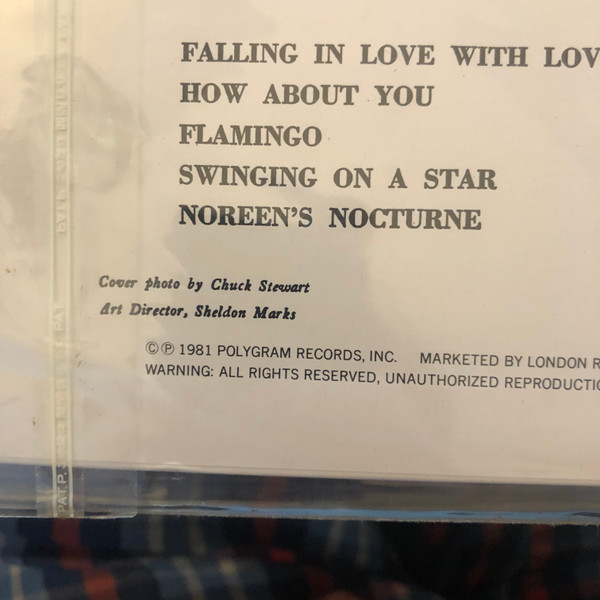 FALLING IN LOVE WITH LOV
HOW ABOUT YOU
FLAMINGO
SWINGING ON A STAR
NOREEN'S NOCTURNE
Cover photo by Chuck Stewart
Art Director, Sheldon Marks
©℗ 1981 POLYGRAM RECORDS, INC. MARKETED BY LONDON R
WARNING: ALL RIGHTS RESERVED, UNAUTHORIZED REPRODUCTIO
PAT.P.